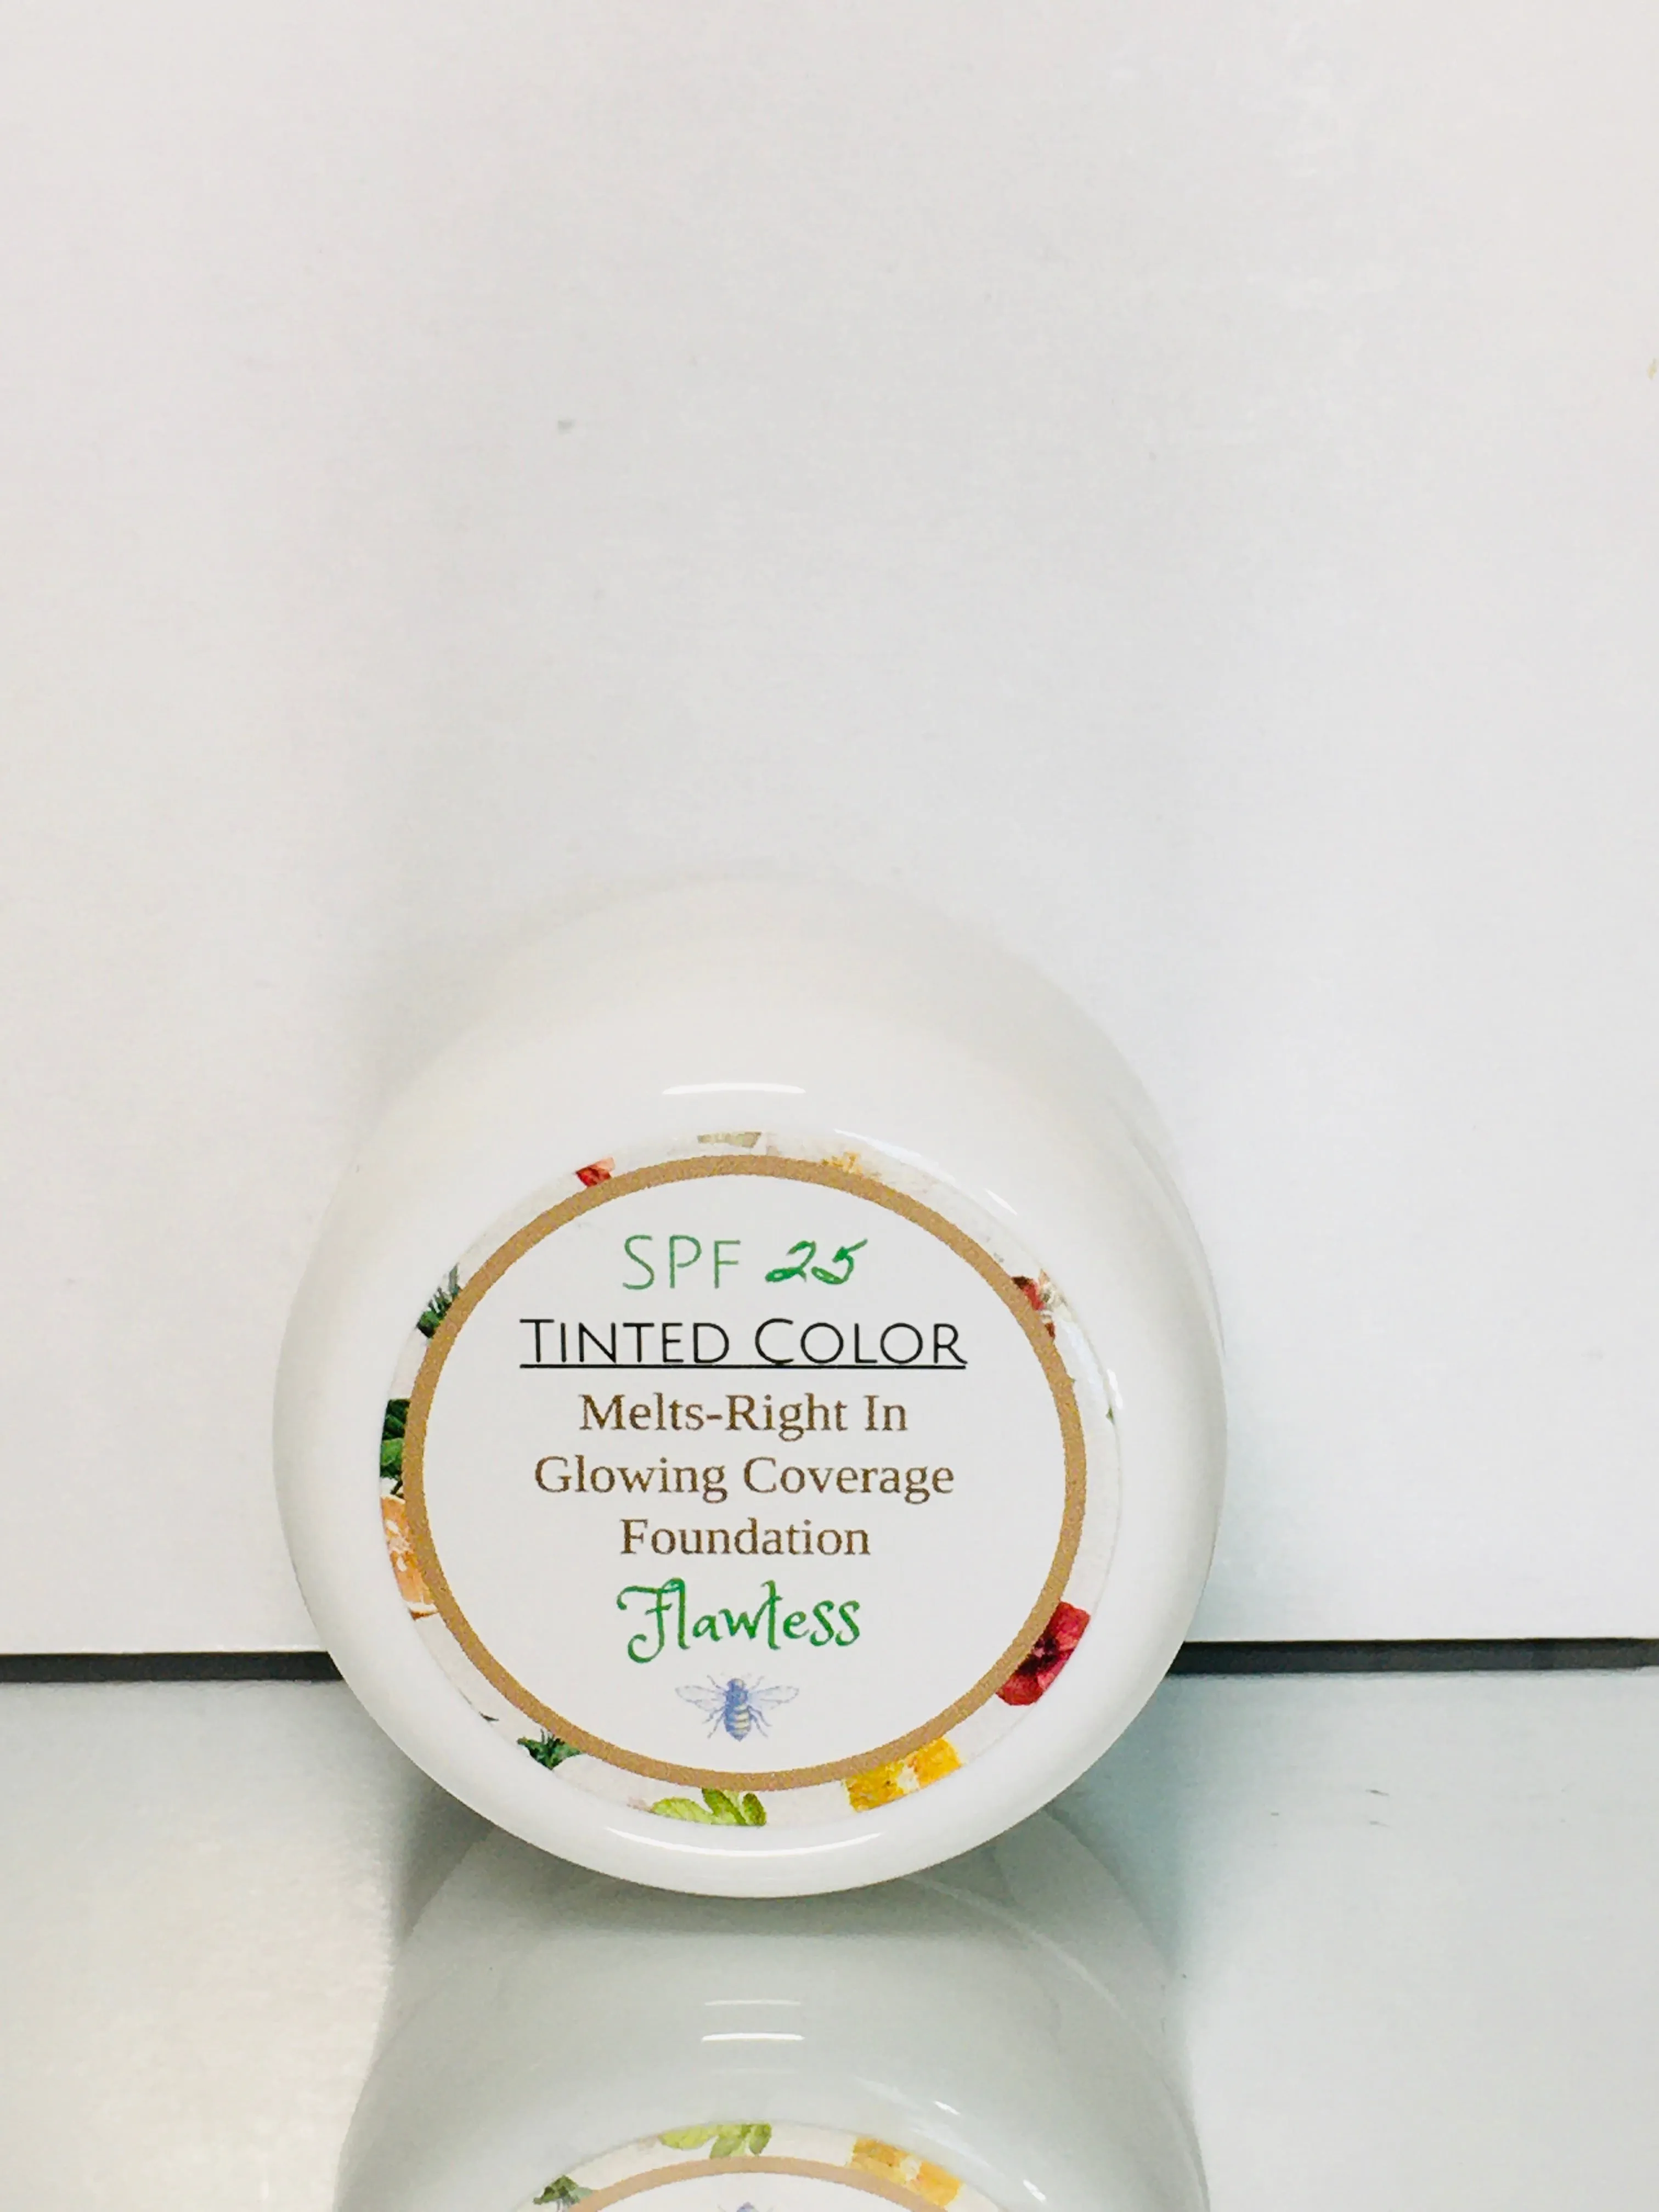 SPF 25
TINTED COLOR
Melts-Right In
Glowing Coverage
Foundation
Flawless